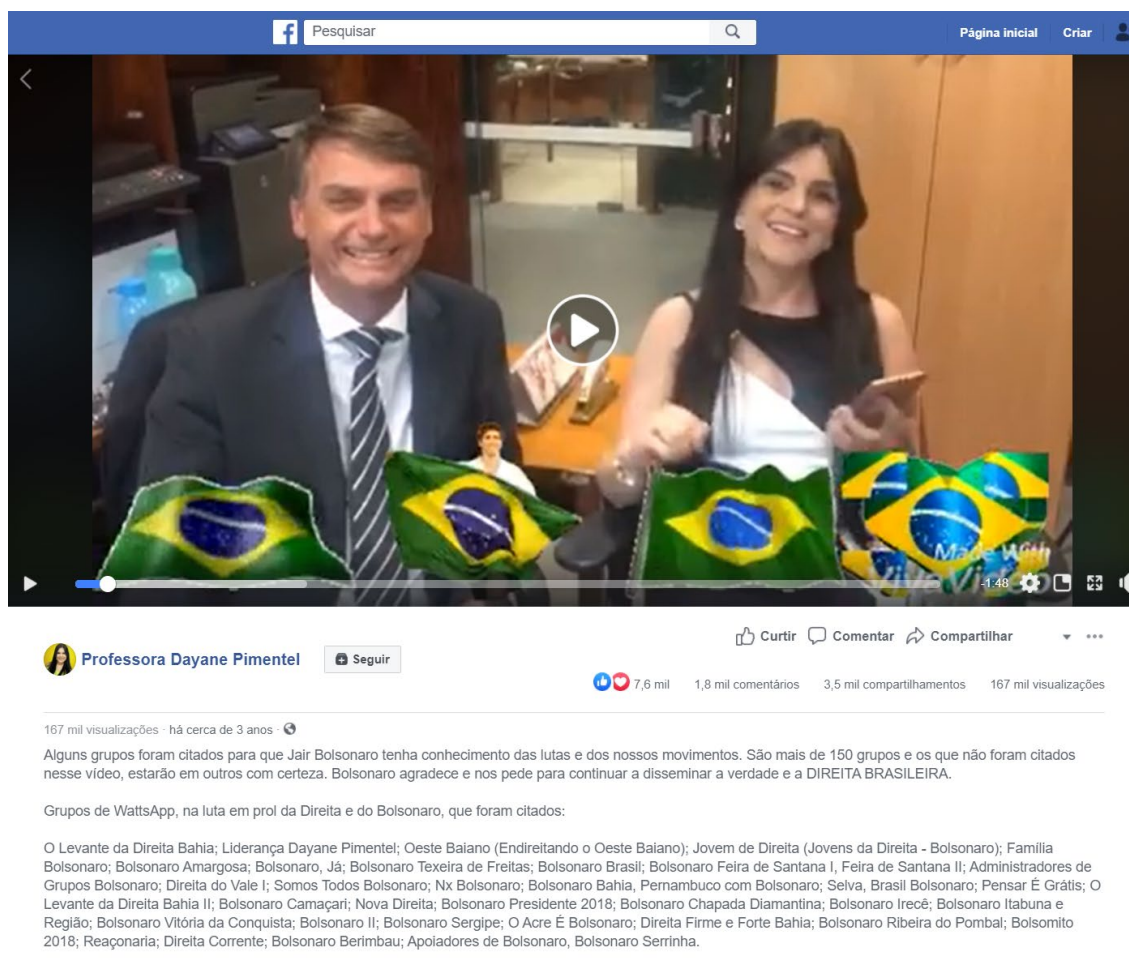 Pesquisar
Página inicial Criar
Made With
VivaVideo
-1:48
Curtir Comentar Compartilhar
Professora Dayane Pimentel Seguir
7,6 mil 1,8 mil comentários 3,5 mil compartilhamentos 167 mil visualizações
167 mil visualizações · há cerca de 3 anos ·
Alguns grupos foram citados para que Jair Bolsonaro tenha conhecimento das lutas e dos nossos movimentos. São mais de 150 grupos e os que não foram citados
nesse vídeo, estarão em outros com certeza. Bolsonaro agradece e nos pede para continuar a disseminar a verdade e a DIREITA BRASILEIRA.
Grupos de WattsApp, na luta em prol da Direita e do Bolsonaro, que foram citados:
O Levante da Direita Bahia; Liderança Dayane Pimentel; Oeste Baiano (Endireitando o Oeste Baiano); Jovem de Direita (Jovens da Direita - Bolsonaro); Família
Bolsonaro; Bolsonaro Amargosa; Bolsonaro, Já; Bolsonaro Texeira de Freitas; Bolsonaro Brasil; Bolsonaro Feira de Santana I, Feira de Santana II; Administradores de
Grupos Bolsonaro; Direita do Vale I; Somos Todos Bolsonaro; Nx Bolsonaro; Bolsonaro Bahia, Pernambuco com Bolsonaro; Selva, Brasil Bolsonaro; Pensar É Grátis; O
Levante da Direita Bahia II; Bolsonaro Camaçari; Nova Direita; Bolsonaro Presidente 2018; Bolsonaro Chapada Diamantina; Bolsonaro Irecê; Bolsonaro Itabuna e
Região; Bolsonaro Vitória da Conquista; Bolsonaro II; Bolsonaro Sergipe; O Acre É Bolsonaro; Direita Firme e Forte Bahia; Bolsonaro Ribeira do Pombal; Bolsomito
2018; Reaçonaria; Direita Corrente; Bolsonaro Berimbau; Apoiadores de Bolsonaro, Bolsonaro Serrinha.